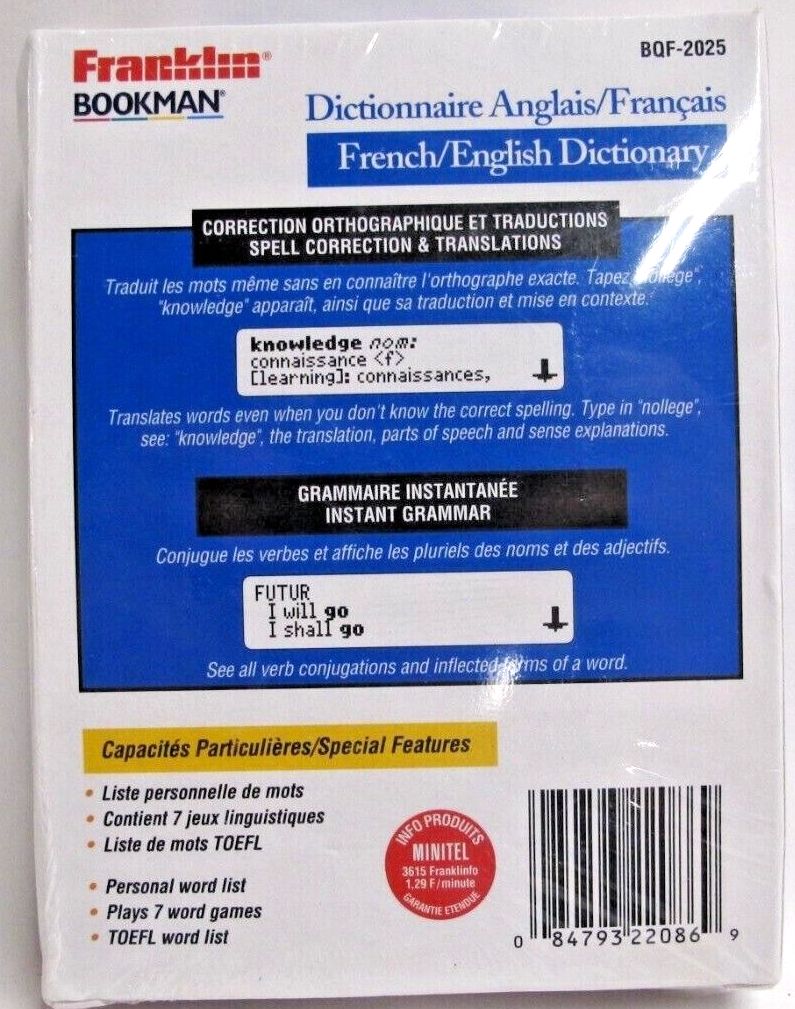 Franklin®
BOOKMAN®
BQF-2025
Dictionnaire Anglais/Français
French/English Dictionary
CORRECTION ORTHOGRAPHIQUE ET TRADUCTIONS
SPELL CORRECTION & TRANSLATIONS
Traduit les mots même sans en connaître l'orthographe exacte. Tapez "nollege",
"knowledge" apparaît, ainsi que sa traduction et mise en contexte.
knowledge nom:
connaissance <f>
[learning]: connaissances,
Translates words even when you don't know the correct spelling. Type in "nollege",
see: "knowledge", the translation, parts of speech and sense explanations.
GRAMMAIRE INSTANTANÉE
INSTANT GRAMMAR
Conjugue les verbes et affiche les pluriels des noms et des adjectifs.
FUTUR
I will go
I shall go
See all verb conjugations and inflected forms of a word.
Capacités Particulières/Special Features
• Liste personnelle de mots
• Contient 7 jeux linguistiques
• Liste de mots TOEFL
• Personal word list
• Plays 7 word games
• TOEFL word list
INFO PRODUITS
MINITEL
3615 Franklinfo
1,29 F/minute
GARANTIE ETENDUE
0 84793 22086 9